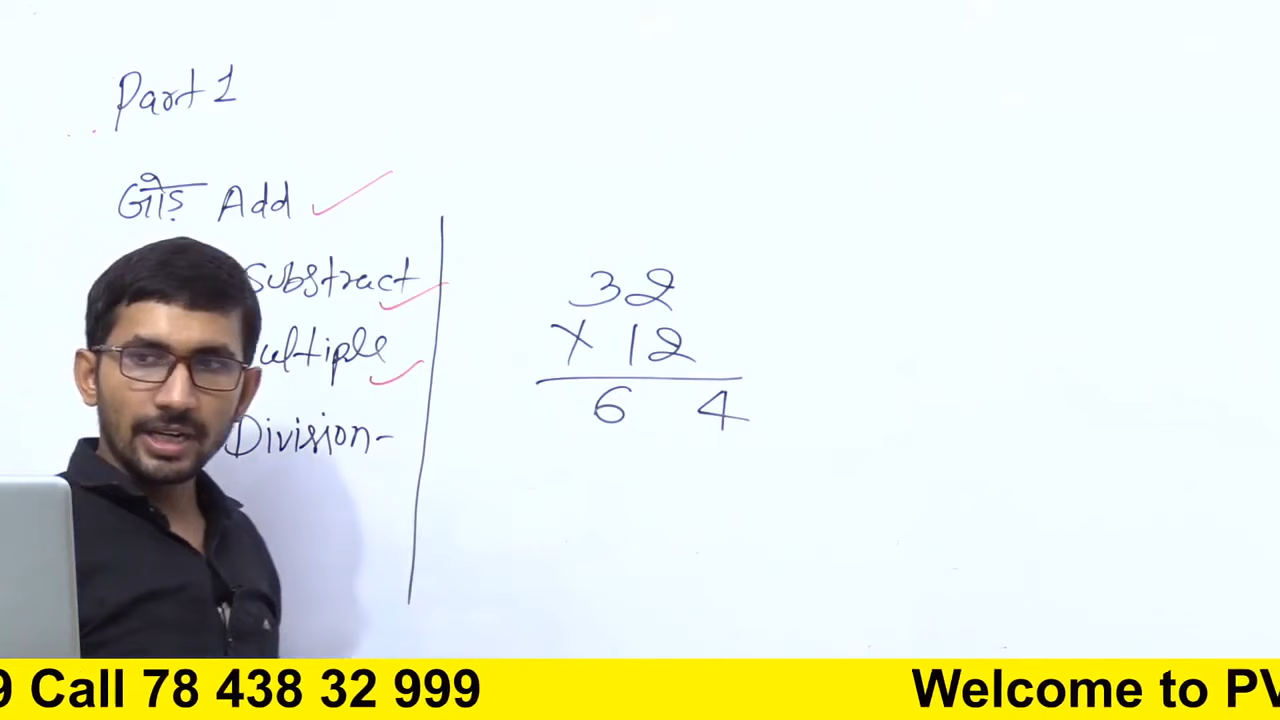 Part 1
जोड़ Add
Substract
ultiple
Division-
32
× 12
6 4
9 Call 78 438 32 999
Welcome to PV